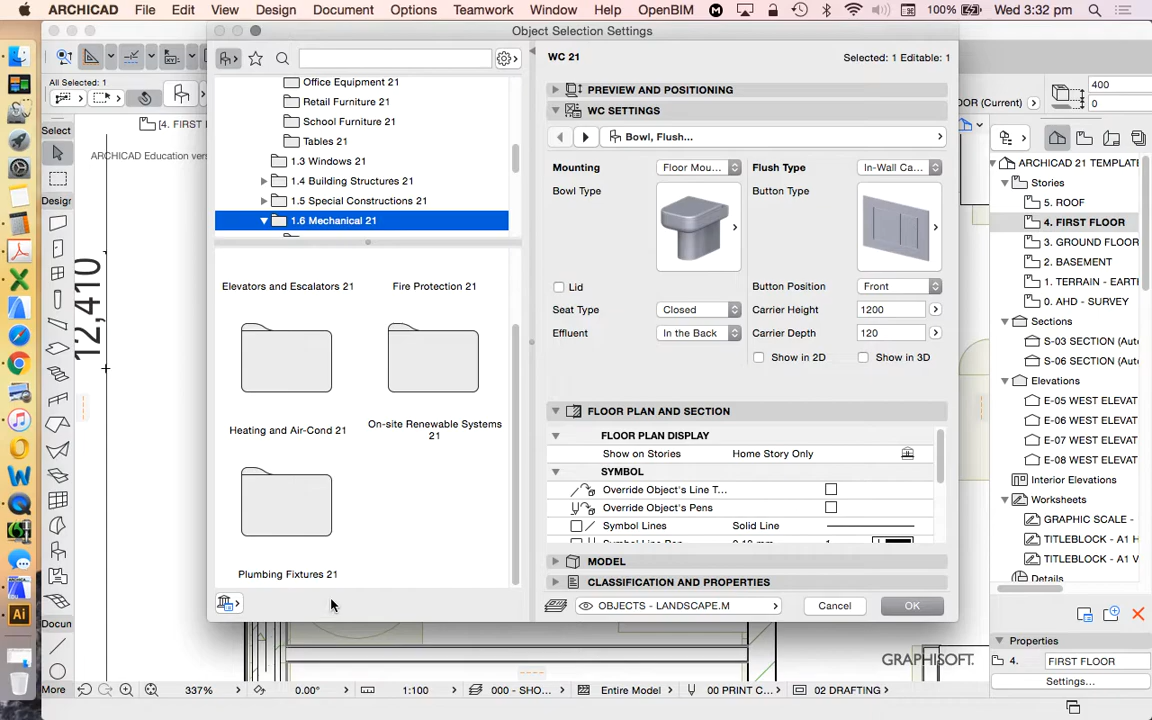 ARCHICAD File Edit View Design Document Options Teamwork Window Help OpenBIM 100% Wed 3:32 pm
Object Selection Settings
WC 21
Selected: 1 Editable: 1
Office Equipment 21
Retail Furniture 21
School Furniture 21
Tables 21
1.3 Windows 21
1.4 Building Structures 21
1.5 Special Constructions 21
1.6 Mechanical 21
Elevators and Escalators 21
Fire Protection 21
Heating and Air-Cond 21
On-site Renewable Systems
21
Plumbing Fixtures 21
PREVIEW AND POSITIONING
WC SETTINGS
Bowl, Flush...
Mounting
Floor Mou...
Flush Type
In-Wall Ca...
Bowl Type
Button Type
Lid
Button Position
Front
Seat Type
Closed
Carrier Height
1200
Effluent
In the Back
Carrier Depth
120
Show in 2D
Show in 3D
FLOOR PLAN AND SECTION
FLOOR PLAN DISPLAY
Show on Stories
Home Story Only
SYMBOL
Override Object's Line T...
Override Object's Pens
Symbol Lines
Solid Line
MODEL
CLASSIFICATION AND PROPERTIES
OBJECTS - LANDSCAPE.M
Cancel
OK
All Selected: 1
[4. FIRST F
ARCHICAD Education vers
12,410
Select
Design
Docun
More
400
0
OOR (Current)
ARCHICAD 21 TEMPLAT
Stories
5. ROOF
4. FIRST FLOOR
3. GROUND FLOOR
2. BASEMENT
1. TERRAIN - EART
0. AHD - SURVEY
Sections
S-03 SECTION (Auto
S-06 SECTION (Auto
Elevations
E-05 WEST ELEVAT
E-06 WEST ELEVAT
E-07 WEST ELEVAT
E-08 WEST ELEVAT
Interior Elevations
Worksheets
GRAPHIC SCALE -
TITLEBLOCK - A1 H
TITLEBLOCK - A1 V
Details
Properties
4.
FIRST FLOOR
Settings...
GRAPHISOFT.
337%
0.00°
1:100
000 - SHO...
Entire Model
00 PRINT C...
02 DRAFTING